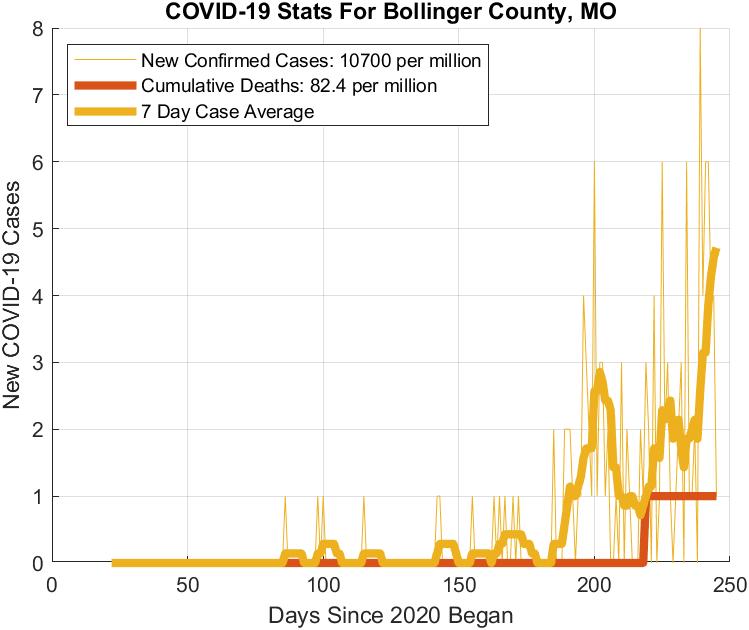 COVID-19 Stats For Bollinger County, MO
New Confirmed Cases: 10700 per million
Cumulative Deaths: 82.4 per million
7 Day Case Average
New COVID-19 Cases
8
7
6
5
4
3
2
1
0
0 50 100 150 200 250
Days Since 2020 Began